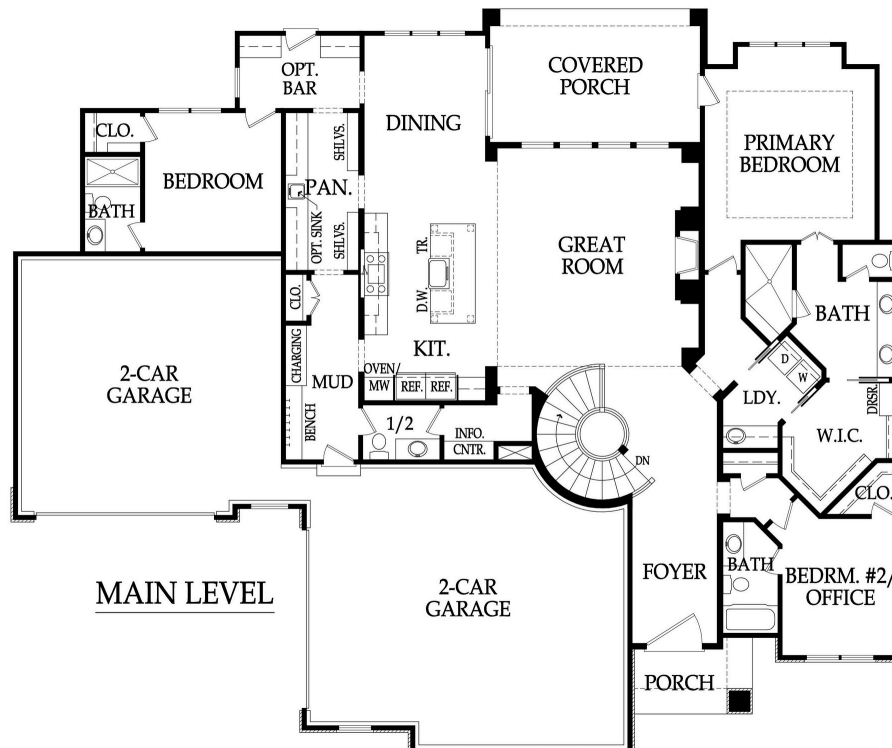 COVERED
PORCH
OPT.
BAR
DINING
CLO.
PRIMARY
BEDROOM
BEDROOM
SHLVS.
PAN.
BATH
OPT. SINK
SHLVS.
TR.
D.W.
GREAT
ROOM
CLO.
BATH
CHARGING
MUD
KIT.
OVEN/
MW
REF.
REF.
D
W
LDY.
DRSR.
2-CAR
GARAGE
BENCH
1/2
INFO.
CNTR.
DN
W.I.C.
CLO.
MAIN LEVEL
2-CAR
GARAGE
FOYER
BATH
BEDRM. #2/
OFFICE
PORCH